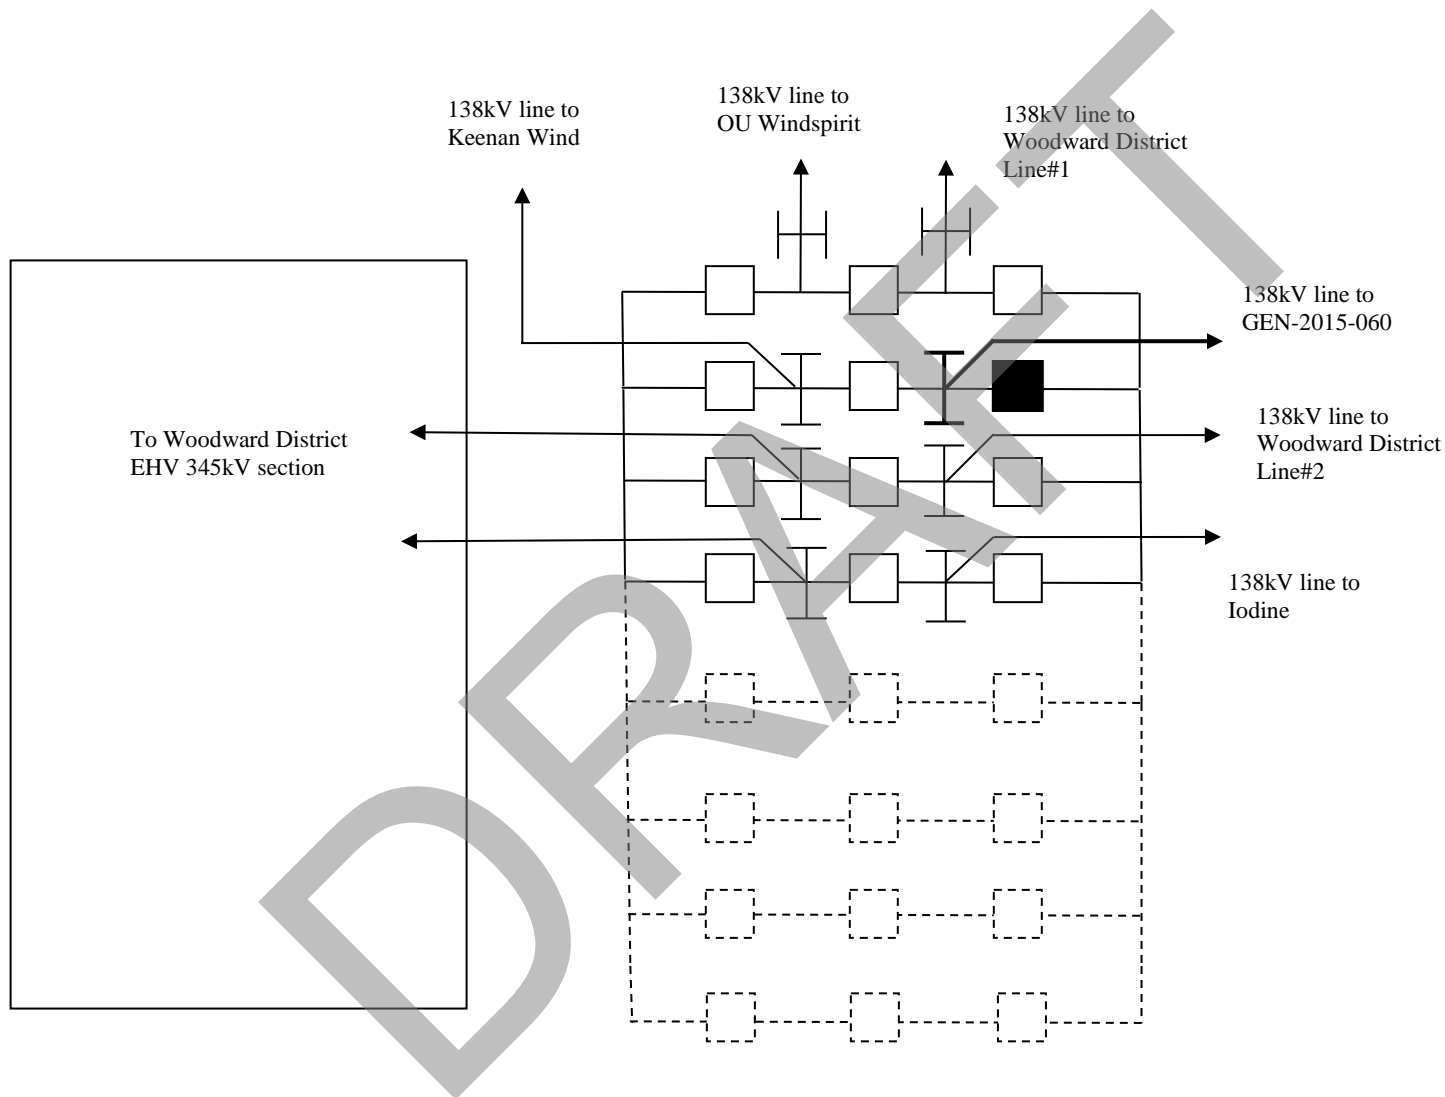 138kV line to
Keenan Wind
138kV line to
OU Windspirit
138kV line to
Woodward District
Line#1
138kV line to
GEN-2015-060
To Woodward District
EHV 345kV section
138kV line to
Woodward District
Line#2
138kV line to
Iodine
DRAFT